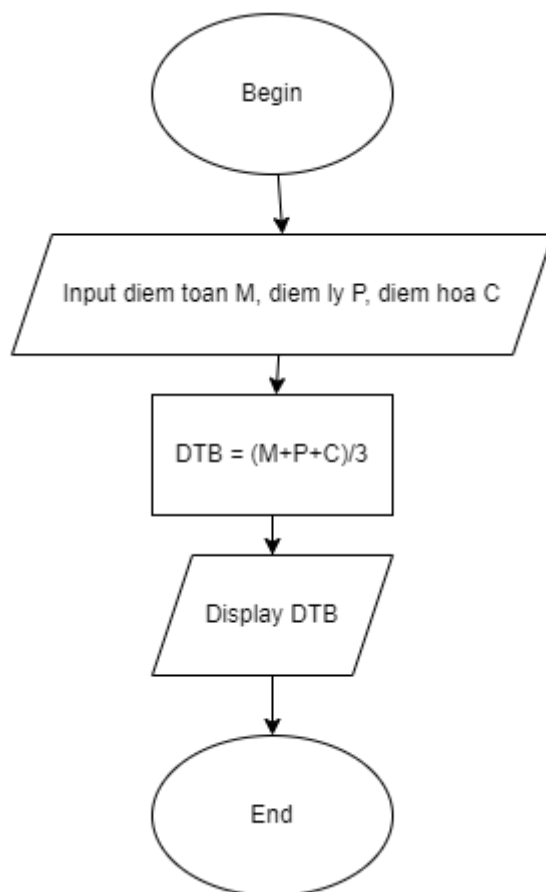 Begin
Input diem toan M, diem ly P, diem hoa C
DTB = (M+P+C)/3
Display DTB
End